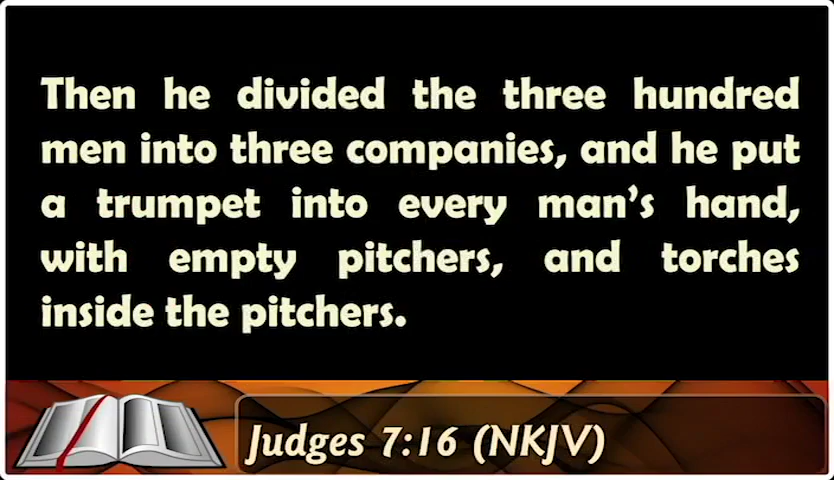 Then he divided the three hundred
men into three companies, and he put
a trumpet into every man's hand,
with empty pitchers, and torches
inside the pitchers.
Judges 7:16 (NKJV)